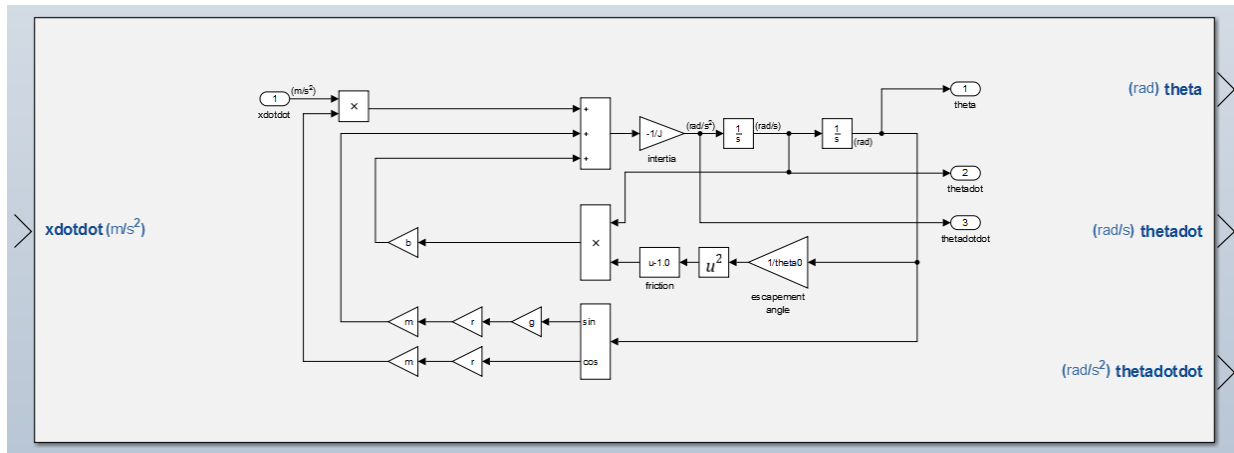 (rad) theta
1
(m/s²)
xdotdot
×
1
theta
+
+
+
-1/J
intertia
(rad/s²)
1
s
(rad/s)
1
s
(rad)
2
thetadot
xdotdot (m/s²)
(rad/s) thetadot
3
thetadotdot
b
×
u-1.0
friction
u²
1/theta0
escapement
angle
m
r
g
sin
m
r
cos
(rad/s²) thetadotdot